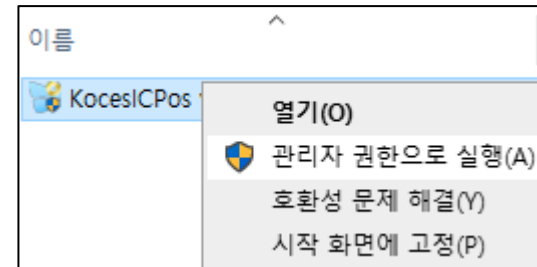 이름
KocesICPos
열기(O)
관리자 권한으로 실행(A)
호환성 문제 해결(Y)
시작 화면에 고정(P)